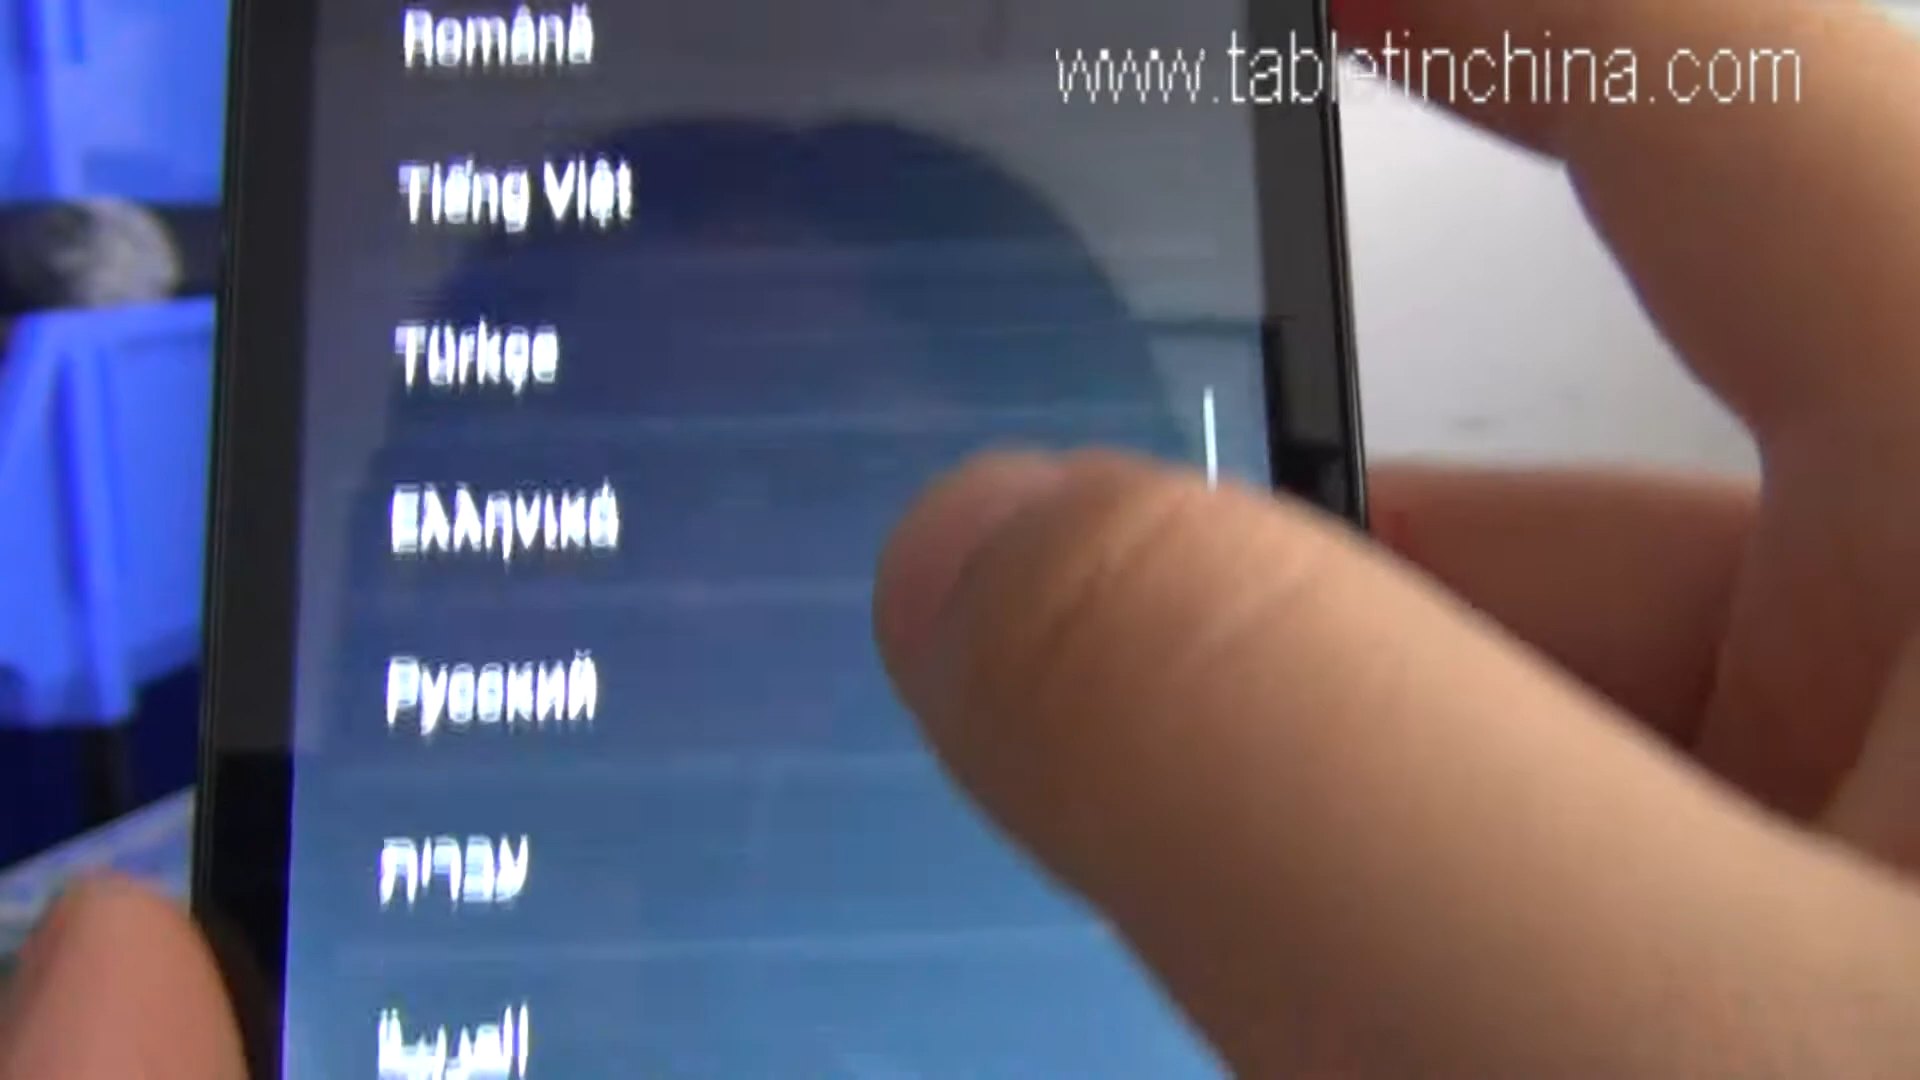 www.tabletinchina.com
Română
Tiếng Việt
Türkçe
Ελληνικά
Русский
עברית
العربية